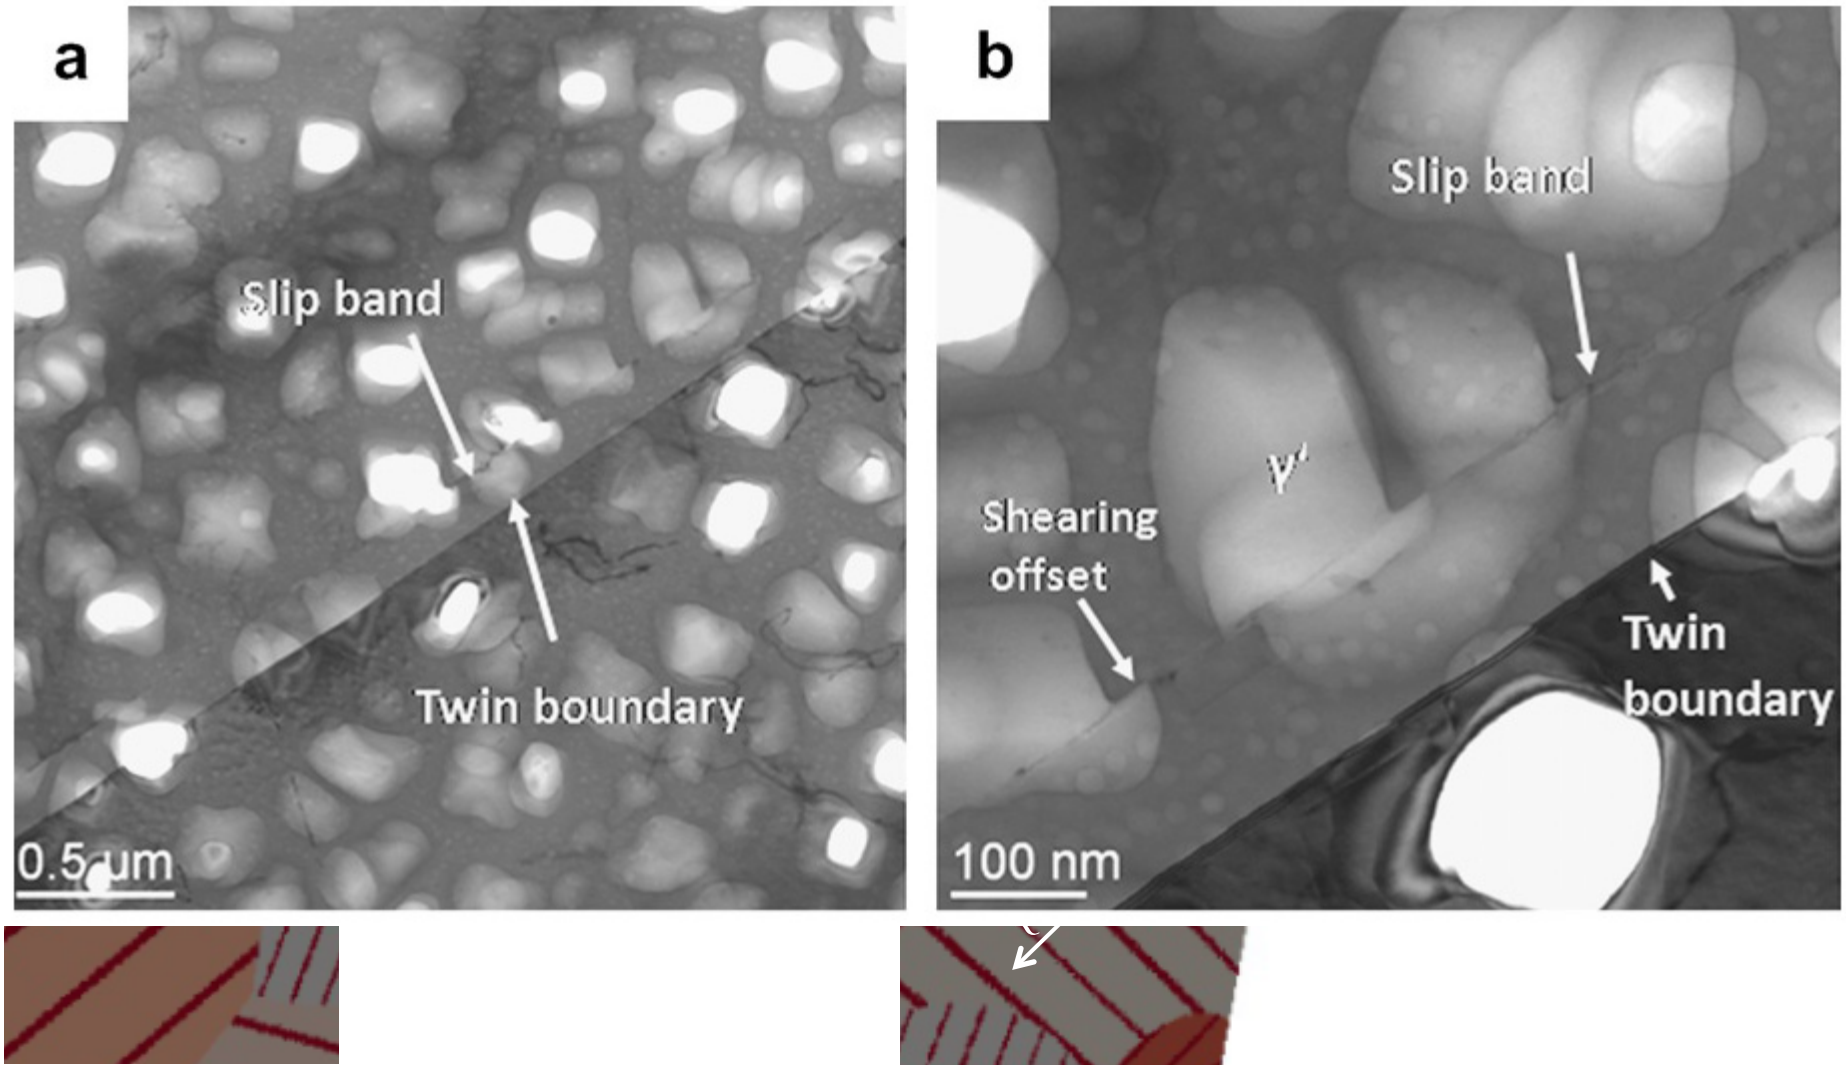 a
Slip band
Twin boundary
0.5 um
b
Slip band
γ'
Shearing
offset
Twin
boundary
100 nm